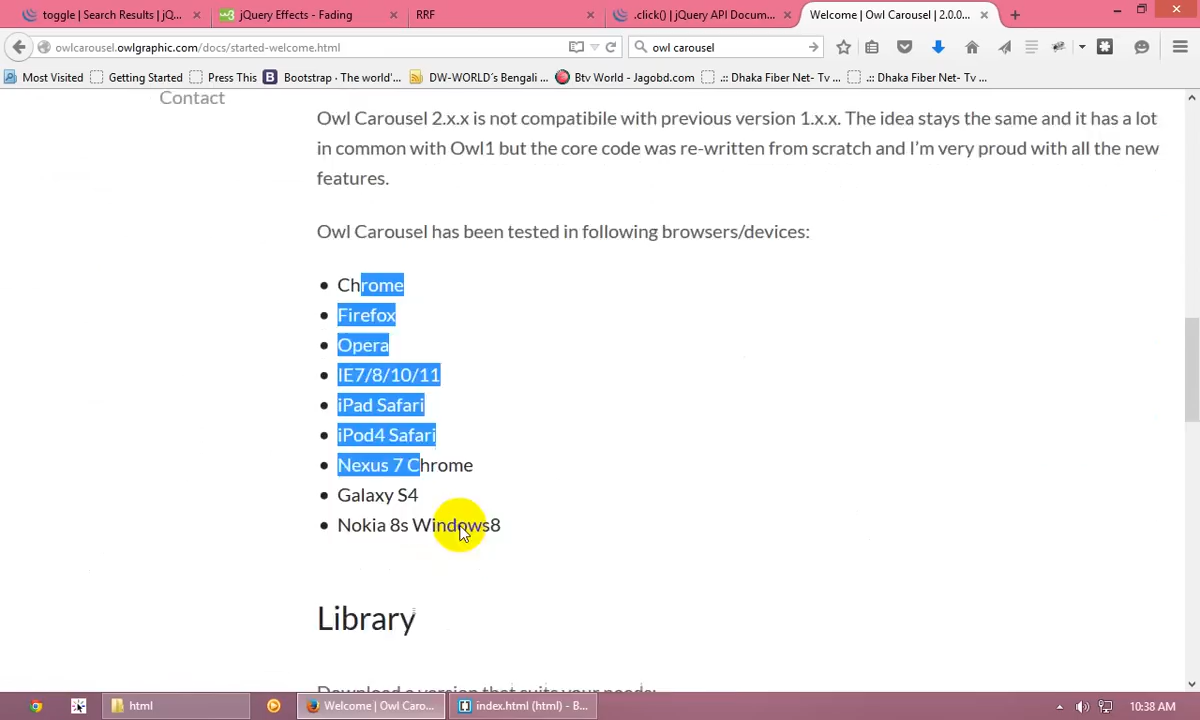 toggle | Search Results | jQ...
jQuery Effects - Fading
RRF
.click() | jQuery API Docum...
Welcome | Owl Carousel | 2.0.0...
owlcarousel.owlgraphic.com/docs/started-welcome.html
owl carousel
Most Visited
Getting Started
Press This
Bootstrap · The world'...
DW-WORLD´s Bengali ...
Btv World - Jagobd.com
.:: Dhaka Fiber Net- Tv ...
.:: Dhaka Fiber Net- Tv ...
Contact
Owl Carousel 2.x.x is not compatibile with previous version 1.x.x. The idea stays the same and it has a lot
in common with Owl1 but the core code was re-written from scratch and I'm very proud with all the new
features.
Owl Carousel has been tested in following browsers/devices:
Chrome
Firefox
Opera
IE7/8/10/11
iPad Safari
iPod4 Safari
Nexus 7 Chrome
Galaxy S4
Nokia 8s Windows8
Library
Download a version that suits your needs:
html
Welcome | Owl Caro...
index.html (html) - B...
10:38 AM